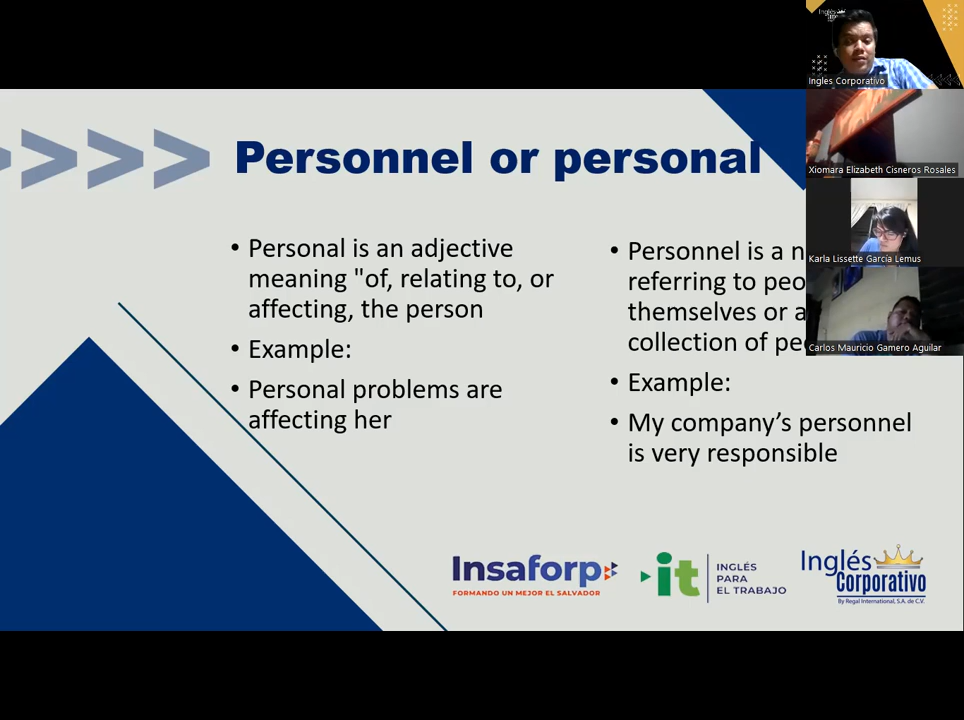 Personnel or personal
• Personal is an adjective
meaning "of, relating to, or
affecting, the person
• Example:
• Personal problems are
affecting her
• Personnel is a n
referring to peo
themselves or a
collection of pe
• Example:
• My company’s personnel
is very responsible
Insaforp
FORMANDO UN MEJOR EL SALVADOR
it
INGLÉS
PARA
EL TRABAJO
Inglés
Corporativo
By Regal International, S.A. de C.V.
Inglés
Ingles Corporativo
Xiomara Elizabeth Cisneros Rosales
Karla Lissette García Lemus
Carlos Mauricio Gamero Aguilar